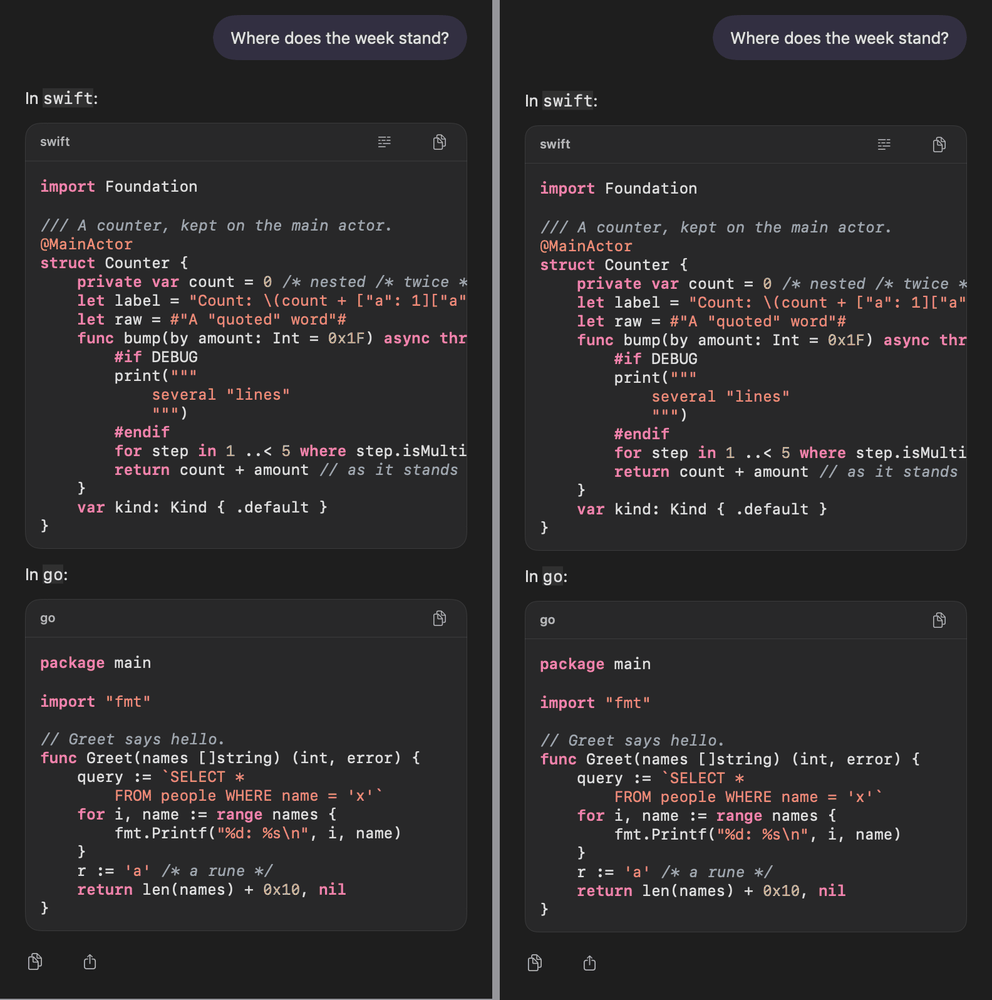 Where does the week stand?
In swift:
swift
import Foundation
/// A counter, kept on the main actor.
@MainActor
struct Counter {
    private var count = 0 /* nested /* twice *
    let label = "Count: \(count + ["a": 1]["a"
    let raw = #"A "quoted" word"#
    func bump(by amount: Int = 0x1F) async thr
        #if DEBUG
        print("""
            several "lines"
            """)
        #endif
        for step in 1 ..< 5 where step.isMulti
        return count + amount // as it stands
    }
    var kind: Kind { .default }
}
In go:
go
package main
import "fmt"
// Greet says hello.
func Greet(names []string) (int, error) {
    query := `SELECT *
        FROM people WHERE name = 'x'`
    for i, name := range names {
        fmt.Printf("%d: %s\n", i, name)
    }
    r := 'a' /* a rune */
    return len(names) + 0x10, nil
}
Where does the week stand?
In swift:
swift
import Foundation
/// A counter, kept on the main actor.
@MainActor
struct Counter {
    private var count = 0 /* nested /* twice *
    let label = "Count: \(count + ["a": 1]["a"
    let raw = #"A "quoted" word"#
    func bump(by amount: Int = 0x1F) async thr
        #if DEBUG
        print("""
            several "lines"
            """)
        #endif
        for step in 1 ..< 5 where step.isMulti
        return count + amount // as it stands
    }
    var kind: Kind { .default }
}
In go:
go
package main
import "fmt"
// Greet says hello.
func Greet(names []string) (int, error) {
    query := `SELECT *
        FROM people WHERE name = 'x'`
    for i, name := range names {
        fmt.Printf("%d: %s\n", i, name)
    }
    r := 'a' /* a rune */
    return len(names) + 0x10, nil
}